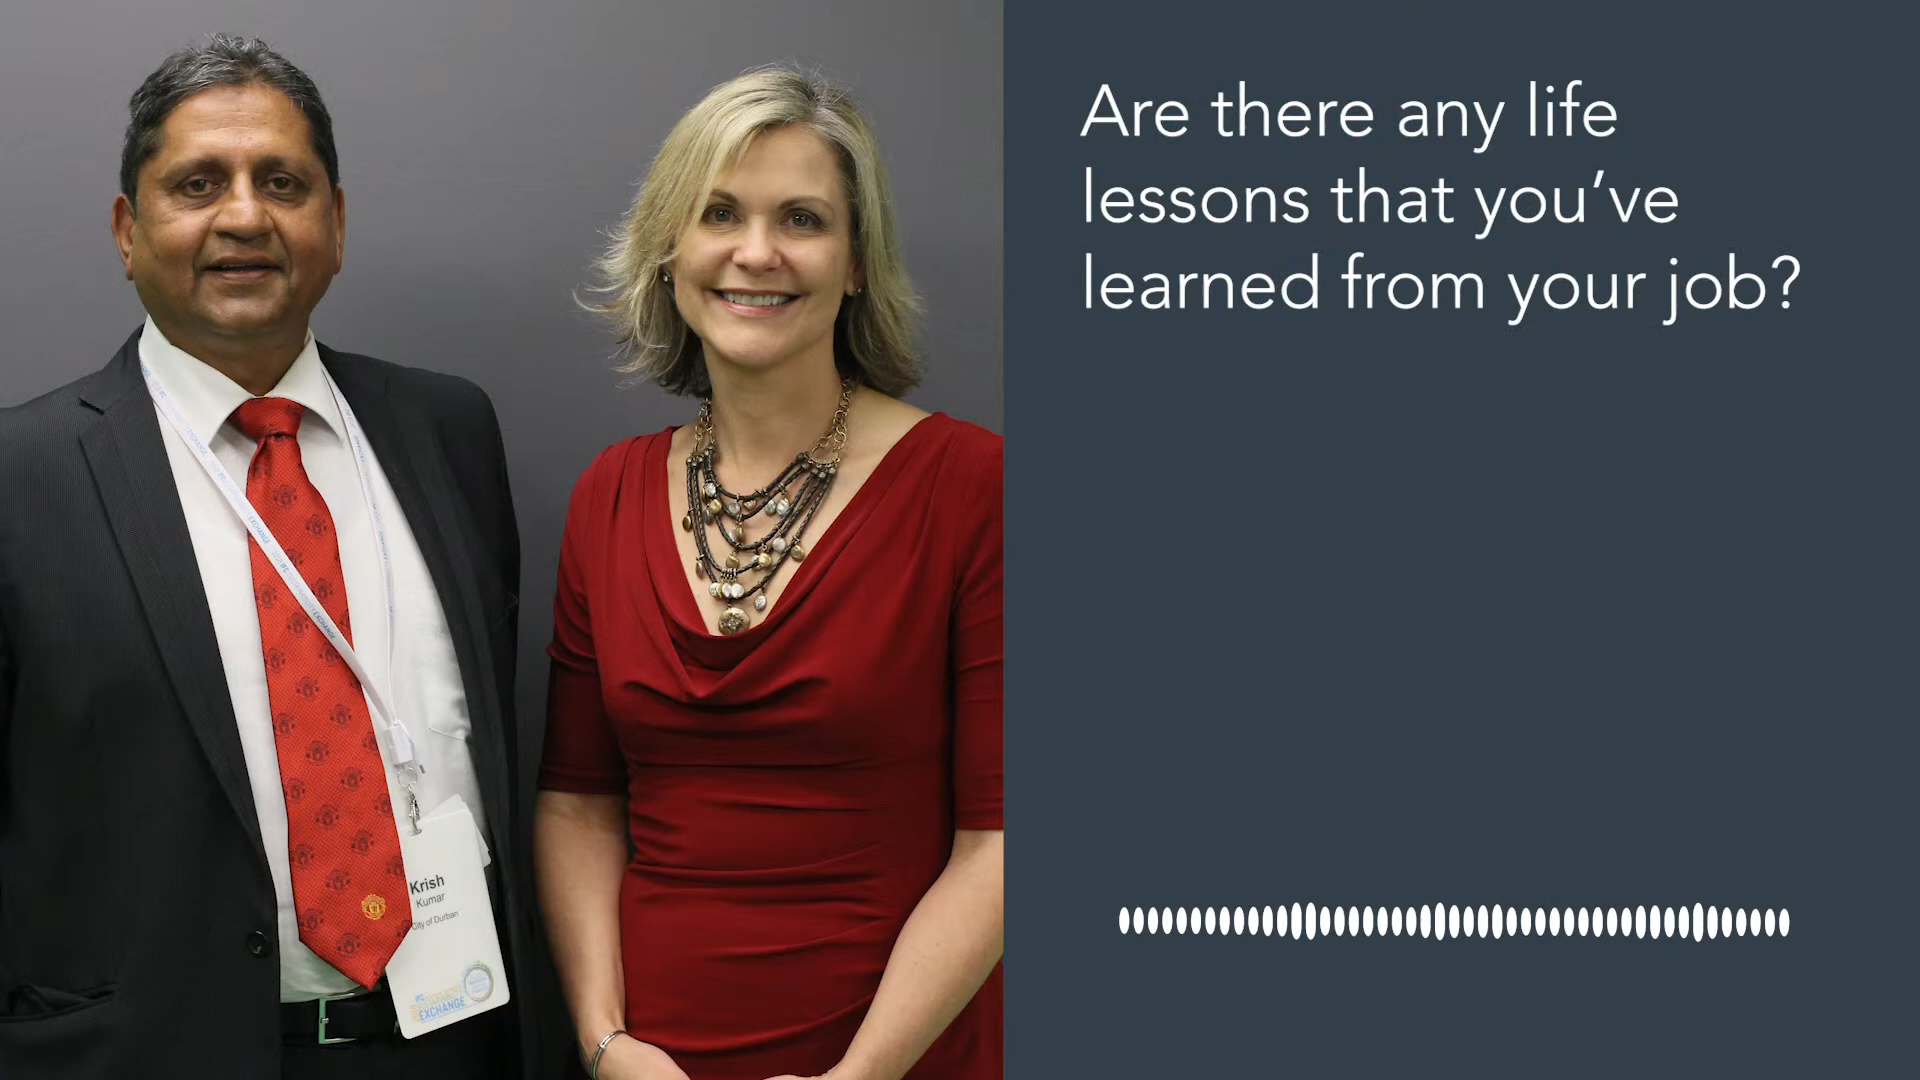 Are there any life
lessons that you’ve
learned from your job?
Krish
Kumar
City of Durban
EXCHANGE